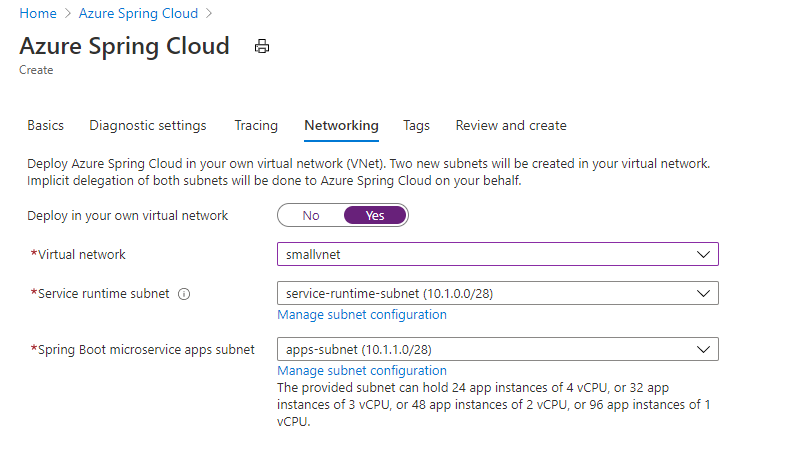 Home > Azure Spring Cloud >
Azure Spring Cloud
Create
Basics Diagnostic settings Tracing Networking Tags Review and create
Deploy Azure Spring Cloud in your own virtual network (VNet). Two new subnets will be created in your virtual network.
Implicit delegation of both subnets will be done to Azure Spring Cloud on your behalf.
Deploy in your own virtual network No Yes
*Virtual network smallvnet
*Service runtime subnet service-runtime-subnet (10.1.0.0/28)
Manage subnet configuration
*Spring Boot microservice apps subnet apps-subnet (10.1.1.0/28)
Manage subnet configuration
The provided subnet can hold 24 app instances of 4 vCPU, or 32 app
instances of 3 vCPU, or 48 app instances of 2 vCPU, or 96 app instances of 1
vCPU.